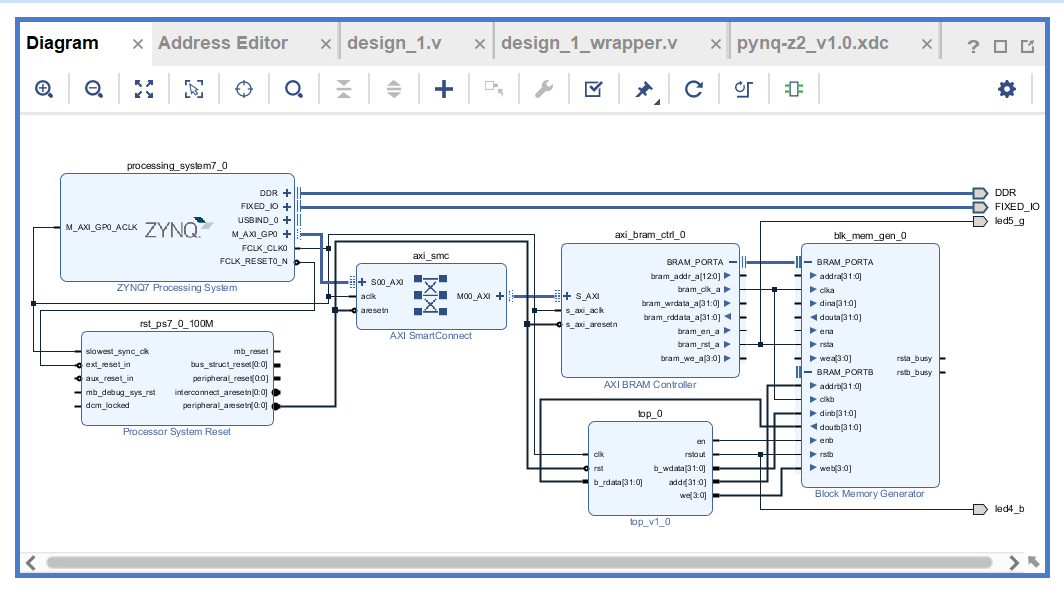 Diagram × Address Editor × design_1.v × design_1_wrapper.v × pynq-z2_v1.0.xdc × ?
processing_system7_0
DDR
FIXED_IO
USBIND_0
M_AXI_GP0
FCLK_CLK0
FCLK_RESET0_N
M_AXI_GP0_ACLK
ZYNQ
ZYNQ7 Processing System
DDR
FIXED_IO
led5_g
axi_smc
S00_AXI
aclk
aresetn
M00_AXI
AXI SmartConnect
rst_ps7_0_100M
slowest_sync_clk
ext_reset_in
aux_reset_in
mb_debug_sys_rst
dcm_locked
mb_reset
bus_struct_reset[0:0]
peripheral_reset[0:0]
interconnect_aresetn[0:0]
peripheral_aresetn[0:0]
Processor System Reset
axi_bram_ctrl_0
S_AXI
s_axi_aclk
s_axi_aresetn
BRAM_PORTA
bram_addr_a[12:0]
bram_clk_a
bram_wrdata_a[31:0]
bram_rddata_a[31:0]
bram_en_a
bram_rst_a
bram_we_a[3:0]
AXI BRAM Controller
top_0
clk
rst
b_rdata[31:0]
en
rstout
b_wdata[31:0]
addr[31:0]
we[3:0]
top_v1_0
blk_mem_gen_0
BRAM_PORTA
addra[31:0]
clka
dina[31:0]
douta[31:0]
ena
rsta
wea[3:0]
BRAM_PORTB
addrb[31:0]
clkb
dinb[31:0]
doutb[31:0]
enb
rstb
web[3:0]
rsta_busy
rstb_busy
Block Memory Generator
led4_b